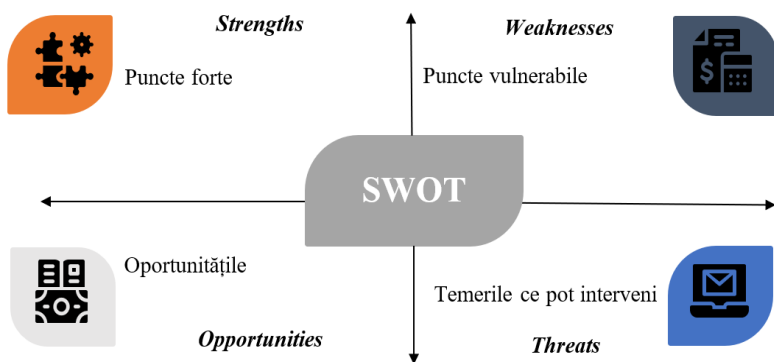 Strengths
Weaknesses
Puncte forte
Puncte vulnerabile
$
SWOT
Oportunitățile
Temerile ce pot interveni
Opportunities
Threats